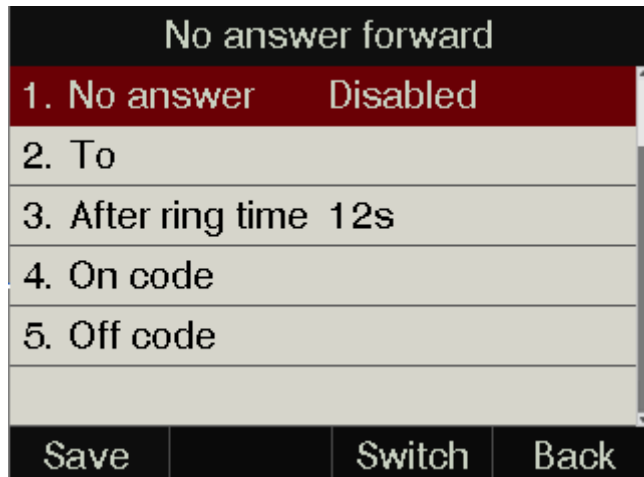 No answer forward
1. No answer Disabled
2. To
3. After ring time 12s
4. On code
5. Off code
Save Switch Back